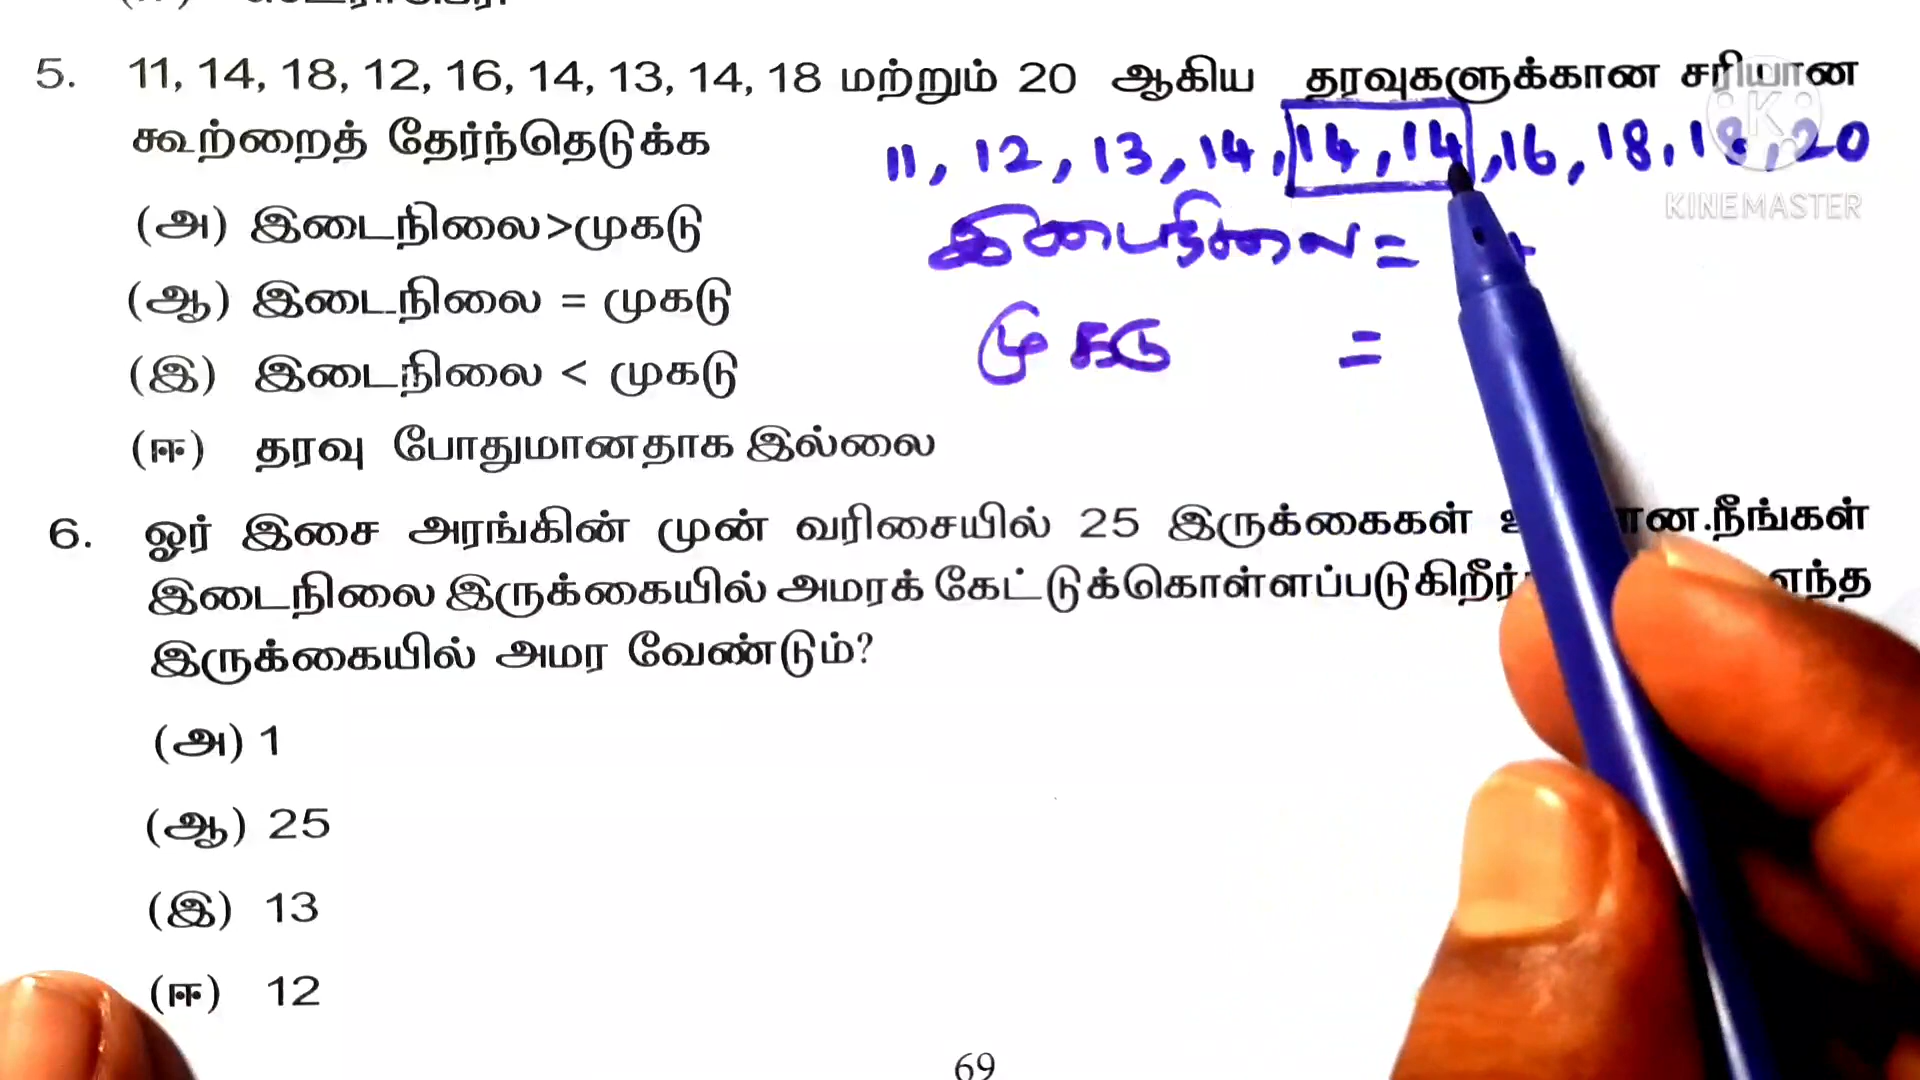 5. 11, 14, 18, 12, 16, 14, 13, 14, 18 மற்றும் 20 ஆகிய தரவுகளுக்கான சரியான
கூற்றைத் தேர்ந்தெடுக்க
11, 12, 13, 14, 14, 14, 16, 18, 18, 20
KINEMASTER
(அ) இடைநிலை>முகடு
இடைநிலை =
(ஆ) இடைநிலை = முகடு
முகடு =
(இ) இடைநிலை < முகடு
(ஈ) தரவு போதுமானதாக இல்லை
6. ஓர் இசை அரங்கின் முன் வரிசையில் 25 இருக்கைகள் நீங்கள்
இடைநிலை இருக்கையில் அமரக் எந்த
இருக்கையில் அமர வேண்டும்?
(அ) 1
(ஆ) 25
(இ) 13
(ஈ) 12
69